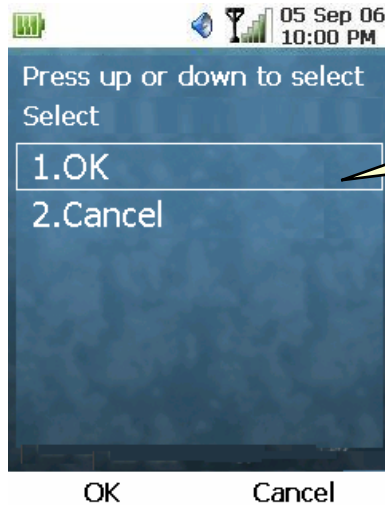 05 Sep 06
10:00 PM
Press up or down to select
Select
1.OK
2.Cancel
OK Cancel